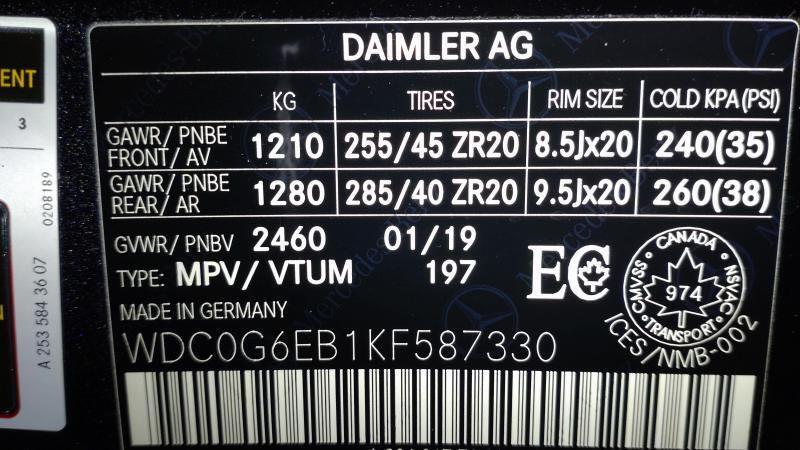 DAIMLER AG
KG TIRES RIM SIZE COLD KPA (PSI)
GAWR/ PNBE
FRONT/ AV 1210 255/45 ZR20 8.5Jx20 240(35)
GAWR/ PNBE
REAR/ AR 1280 285/40 ZR20 9.5Jx20 260(38)
GVWR/ PNBV 2460 01/19
TYPE: MPV/ VTUM 197
MADE IN GERMANY
WDC0G6EB1KF587330
EC
CANADA
NSVAC
974
CMVSS
TRANSPORT
ICES/NMB-002
ENT
3
0208189
A 253 584 36 07
N
Mercedes-Benz